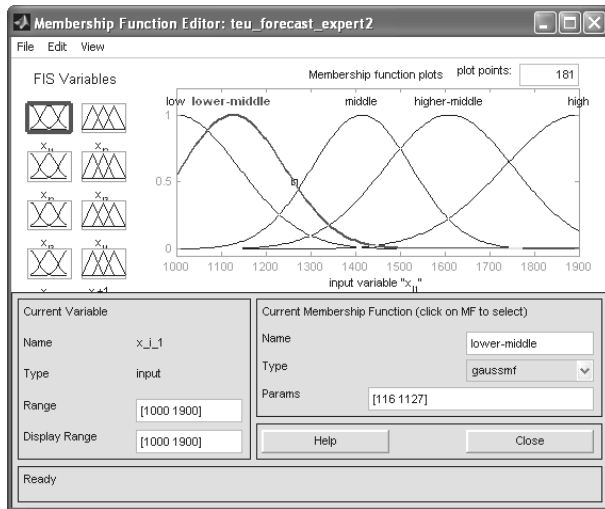 Membership Function Editor: teu_forecast_expert2
File Edit View
FIS Variables
Membership function plots plot points: 181
low lower-middle middle higher-middle high
1
0.5
0
1000 1100 1200 1300 1400 1500 1600 1700 1800 1900
input variable "x_i_1"
Current Variable
Name x_i_1
Type input
Range [1000 1900]
Display Range [1000 1900]
Current Membership Function (click on MF to select)
Name lower-middle
Type gaussmf
Params [116 1127]
Help Close
Ready